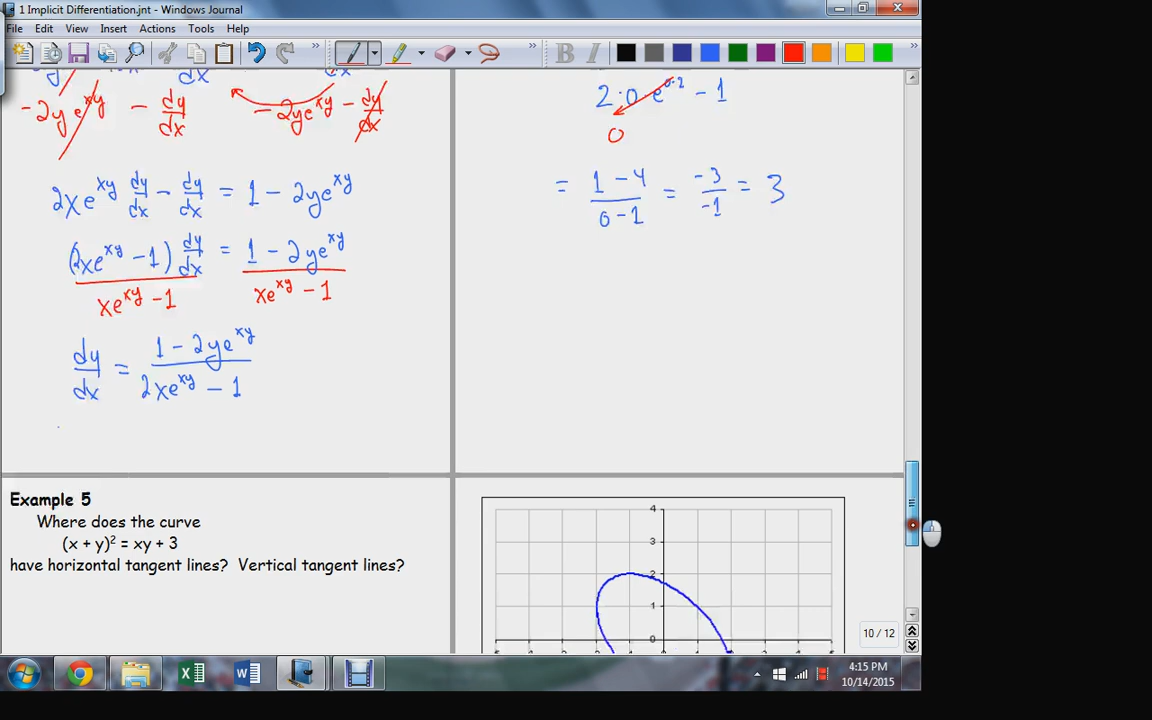 1 Implicit Differentiation.jnt - Windows Journal
File Edit View Insert Actions Tools Help
B I
dx
-2ye^xy - dy/dx -2ye^xy - dy/dx
2xe^xy dy/dx - dy/dx = 1 - 2ye^xy
(2xe^xy - 1) dy/dx = 1 - 2ye^xy
xe^xy - 1 xe^xy - 1
dy/dx = (1 - 2ye^xy)/(2xe^xy - 1)
2·0·e^0·2 - 1
0
= (1 - 4)/(0 - 1) = -3/-1 = 3
Example 5
Where does the curve
(x + y)² = xy + 3
have horizontal tangent lines? Vertical tangent lines?
4
3
2
1
0
10 / 12
4:15 PM
10/14/2015